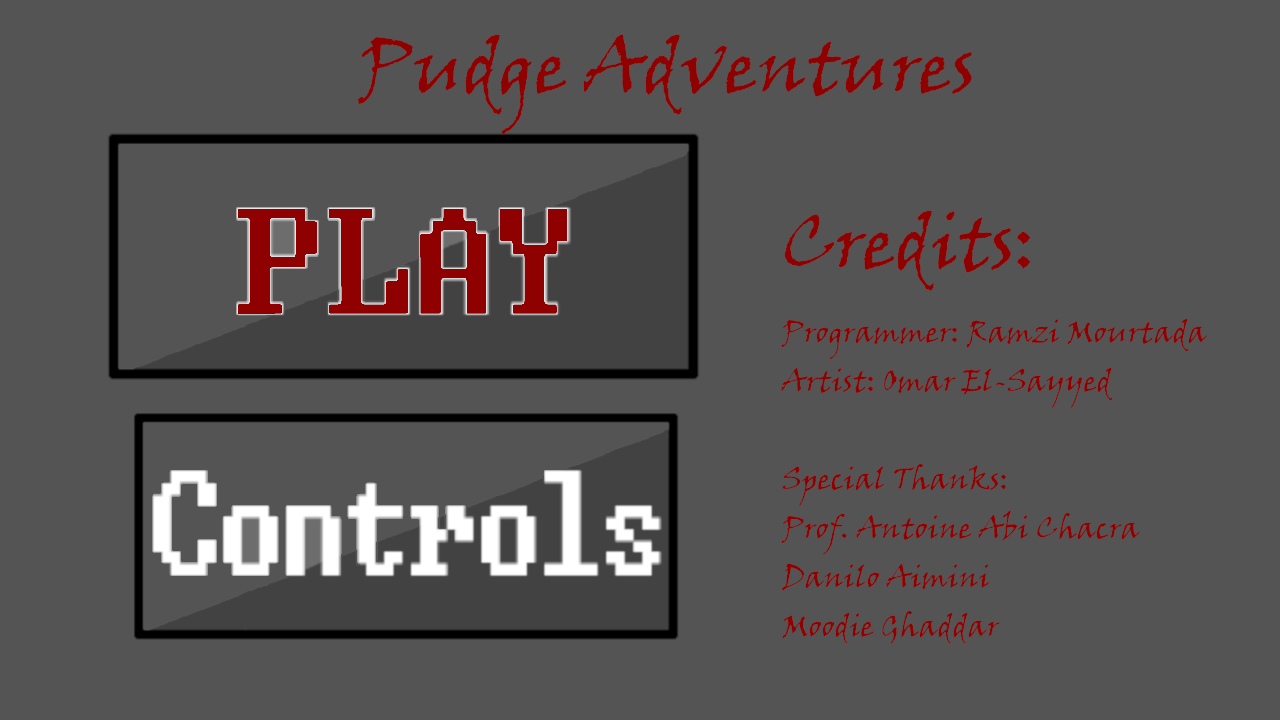 Pudge Adventures
PLAY
Controls
Credits:
Programmer: Ramzi Mourtada
Artist: Omar El-Sayyed
Special Thanks:
Prof. Antoine Abi Chacra
Danilo Aimini
Moodie Ghaddar